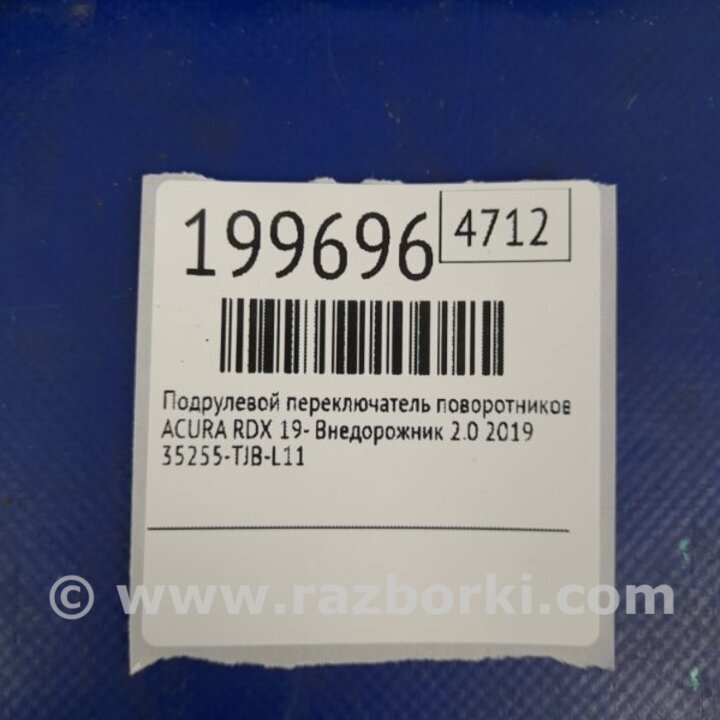 199696
4712
Подрулевой переключатель поворотников
ACURA RDX 19- Внедорожник 2.0 2019
35255-TJB-L11
© www.razborki.com